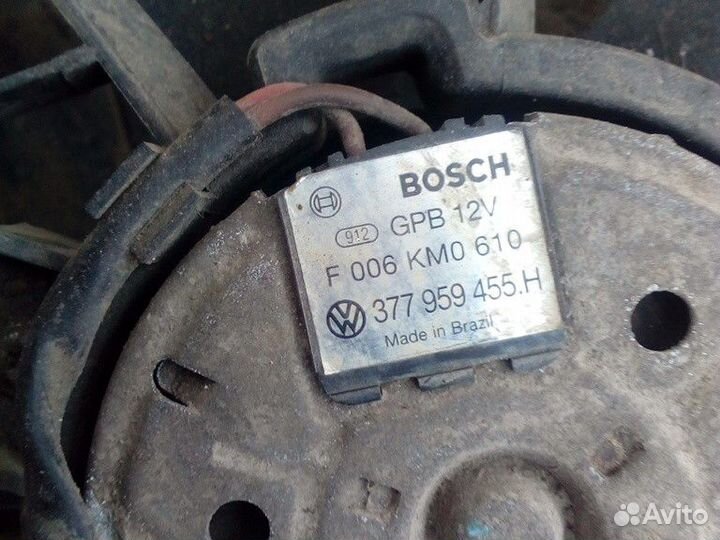 BOSCH
912 GPB 12V
F 006 KM0 610
377 959 455.H
Made in Brazil
Avito